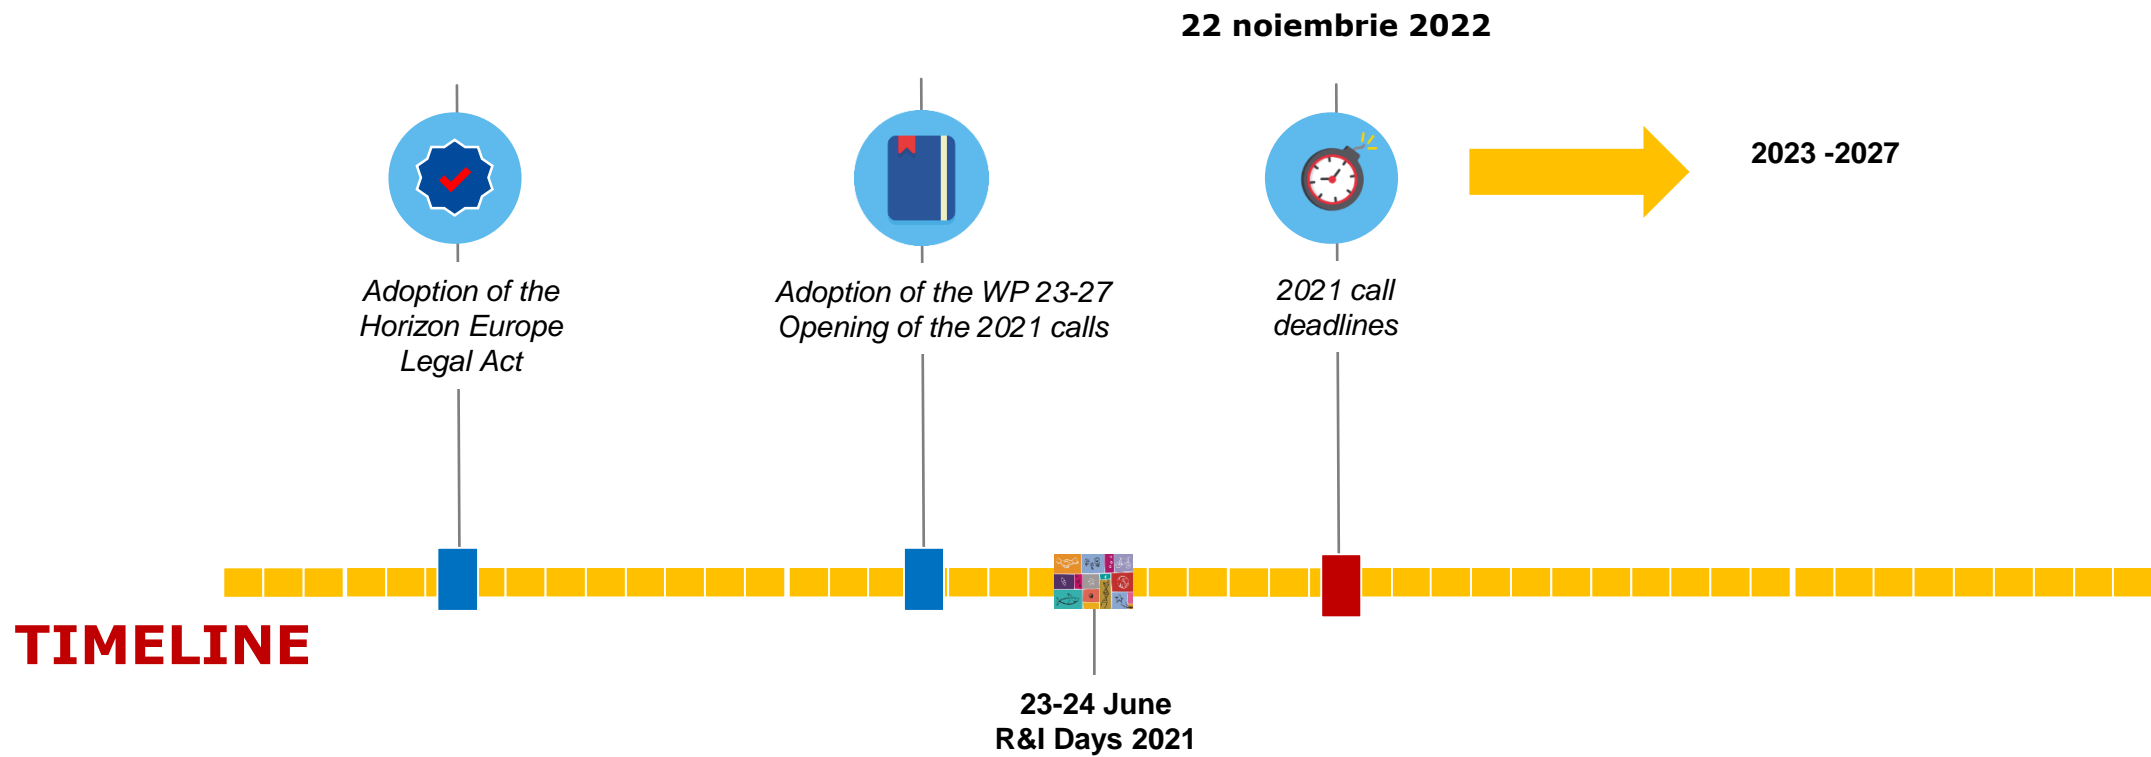 22 noiembrie 2022
2023 -2027
Adoption of the
Horizon Europe
Legal Act
Adoption of the WP 23-27
Opening of the 2021 calls
2021 call
deadlines
TIMELINE
23-24 June
R&I Days 2021